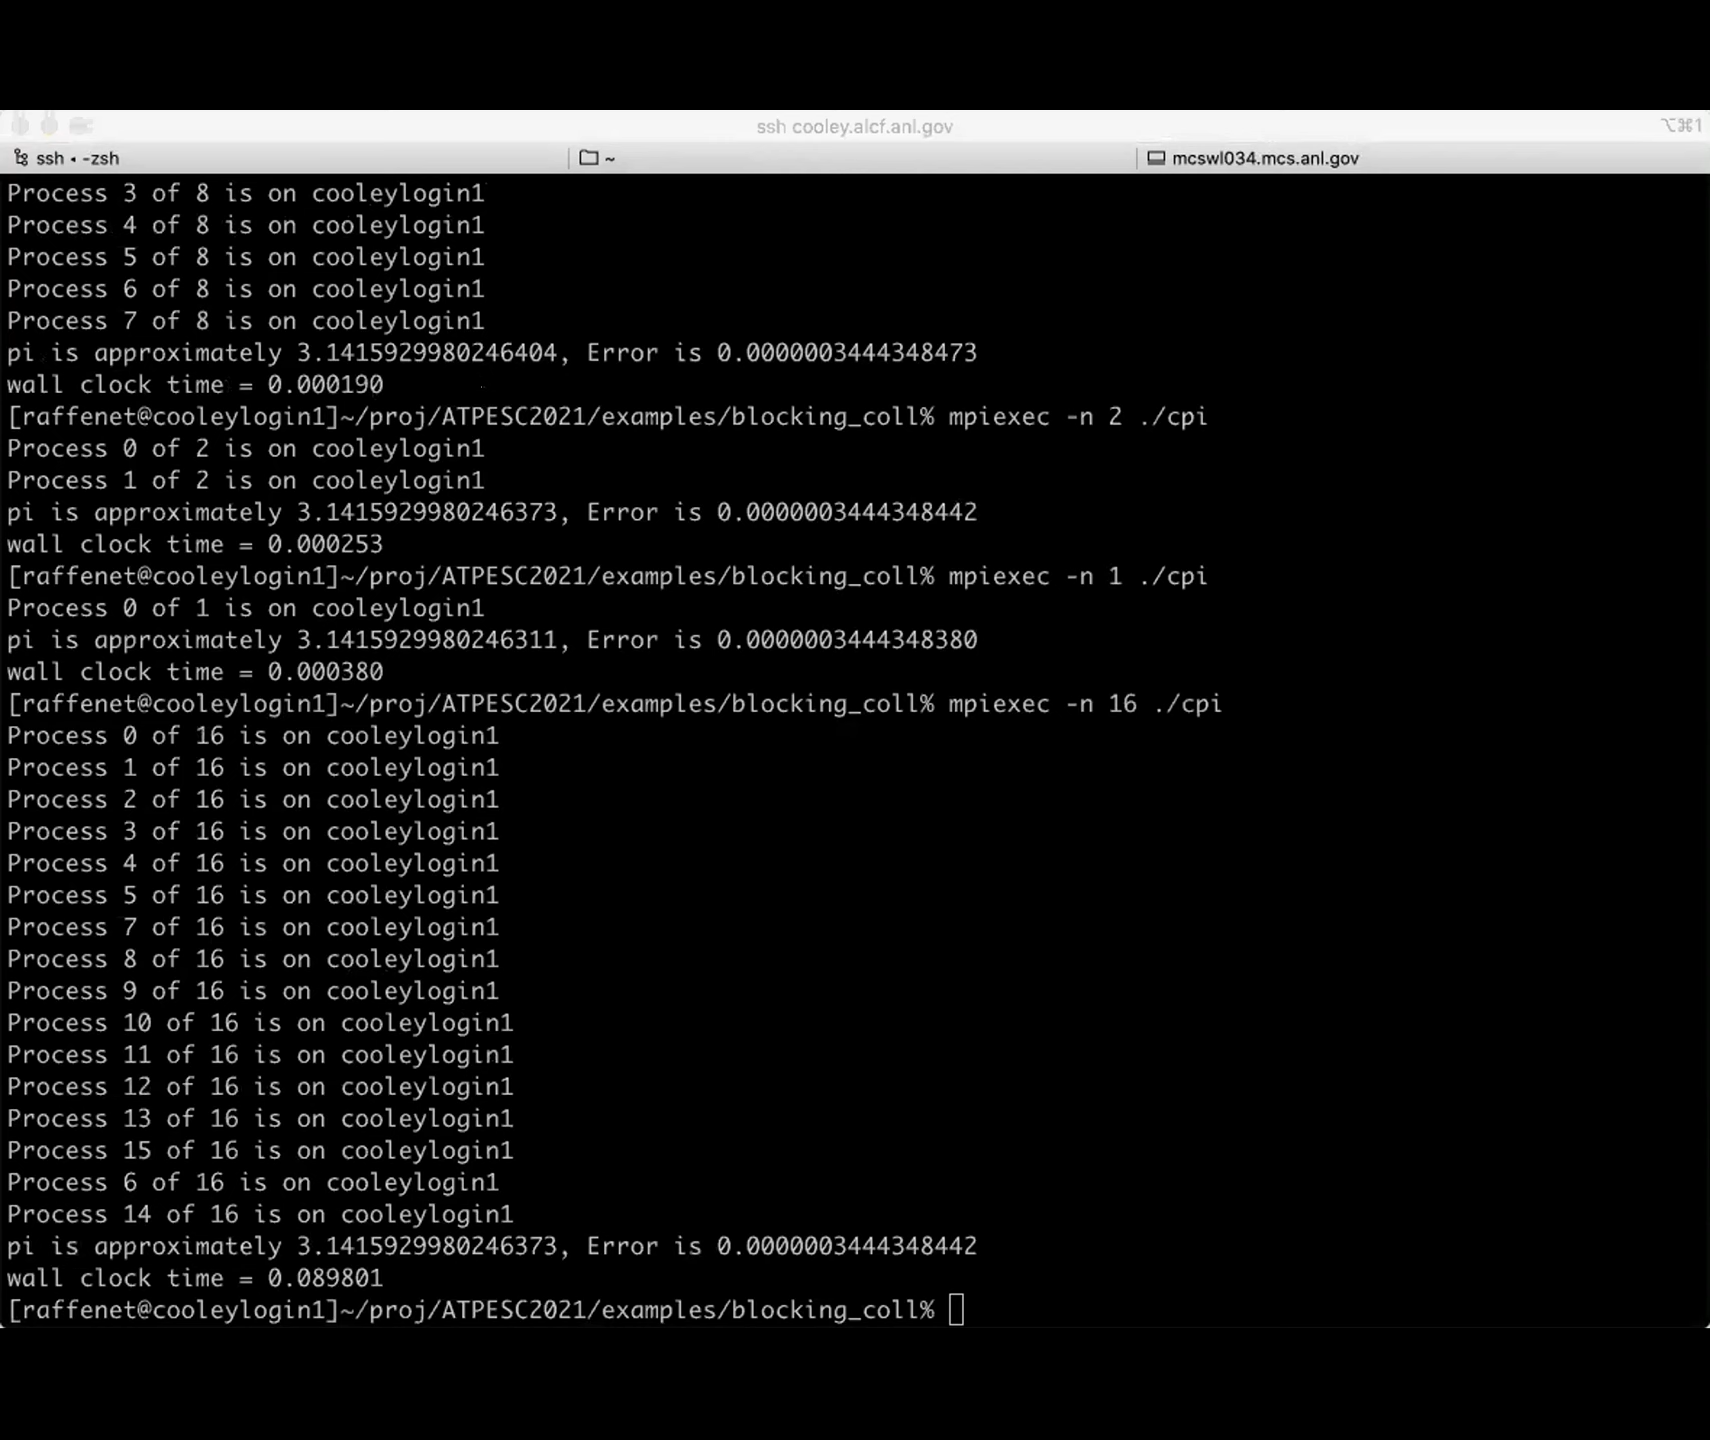 ssh cooley.alcf.anl.gov
⌥⌘1
ssh • -zsh
~
mcswl034.mcs.anl.gov
Process 3 of 8 is on cooleylogin1
Process 4 of 8 is on cooleylogin1
Process 5 of 8 is on cooleylogin1
Process 6 of 8 is on cooleylogin1
Process 7 of 8 is on cooleylogin1
pi is approximately 3.1415929980246404, Error is 0.0000003444348473
wall clock time = 0.000190
[raffenet@cooleylogin1]~/proj/ATPESC2021/examples/blocking_coll% mpiexec -n 2 ./cpi
Process 0 of 2 is on cooleylogin1
Process 1 of 2 is on cooleylogin1
pi is approximately 3.1415929980246373, Error is 0.0000003444348442
wall clock time = 0.000253
[raffenet@cooleylogin1]~/proj/ATPESC2021/examples/blocking_coll% mpiexec -n 1 ./cpi
Process 0 of 1 is on cooleylogin1
pi is approximately 3.1415929980246311, Error is 0.0000003444348380
wall clock time = 0.000380
[raffenet@cooleylogin1]~/proj/ATPESC2021/examples/blocking_coll% mpiexec -n 16 ./cpi
Process 0 of 16 is on cooleylogin1
Process 1 of 16 is on cooleylogin1
Process 2 of 16 is on cooleylogin1
Process 3 of 16 is on cooleylogin1
Process 4 of 16 is on cooleylogin1
Process 5 of 16 is on cooleylogin1
Process 7 of 16 is on cooleylogin1
Process 8 of 16 is on cooleylogin1
Process 9 of 16 is on cooleylogin1
Process 10 of 16 is on cooleylogin1
Process 11 of 16 is on cooleylogin1
Process 12 of 16 is on cooleylogin1
Process 13 of 16 is on cooleylogin1
Process 15 of 16 is on cooleylogin1
Process 6 of 16 is on cooleylogin1
Process 14 of 16 is on cooleylogin1
pi is approximately 3.1415929980246373, Error is 0.0000003444348442
wall clock time = 0.089801
[raffenet@cooleylogin1]~/proj/ATPESC2021/examples/blocking_coll%